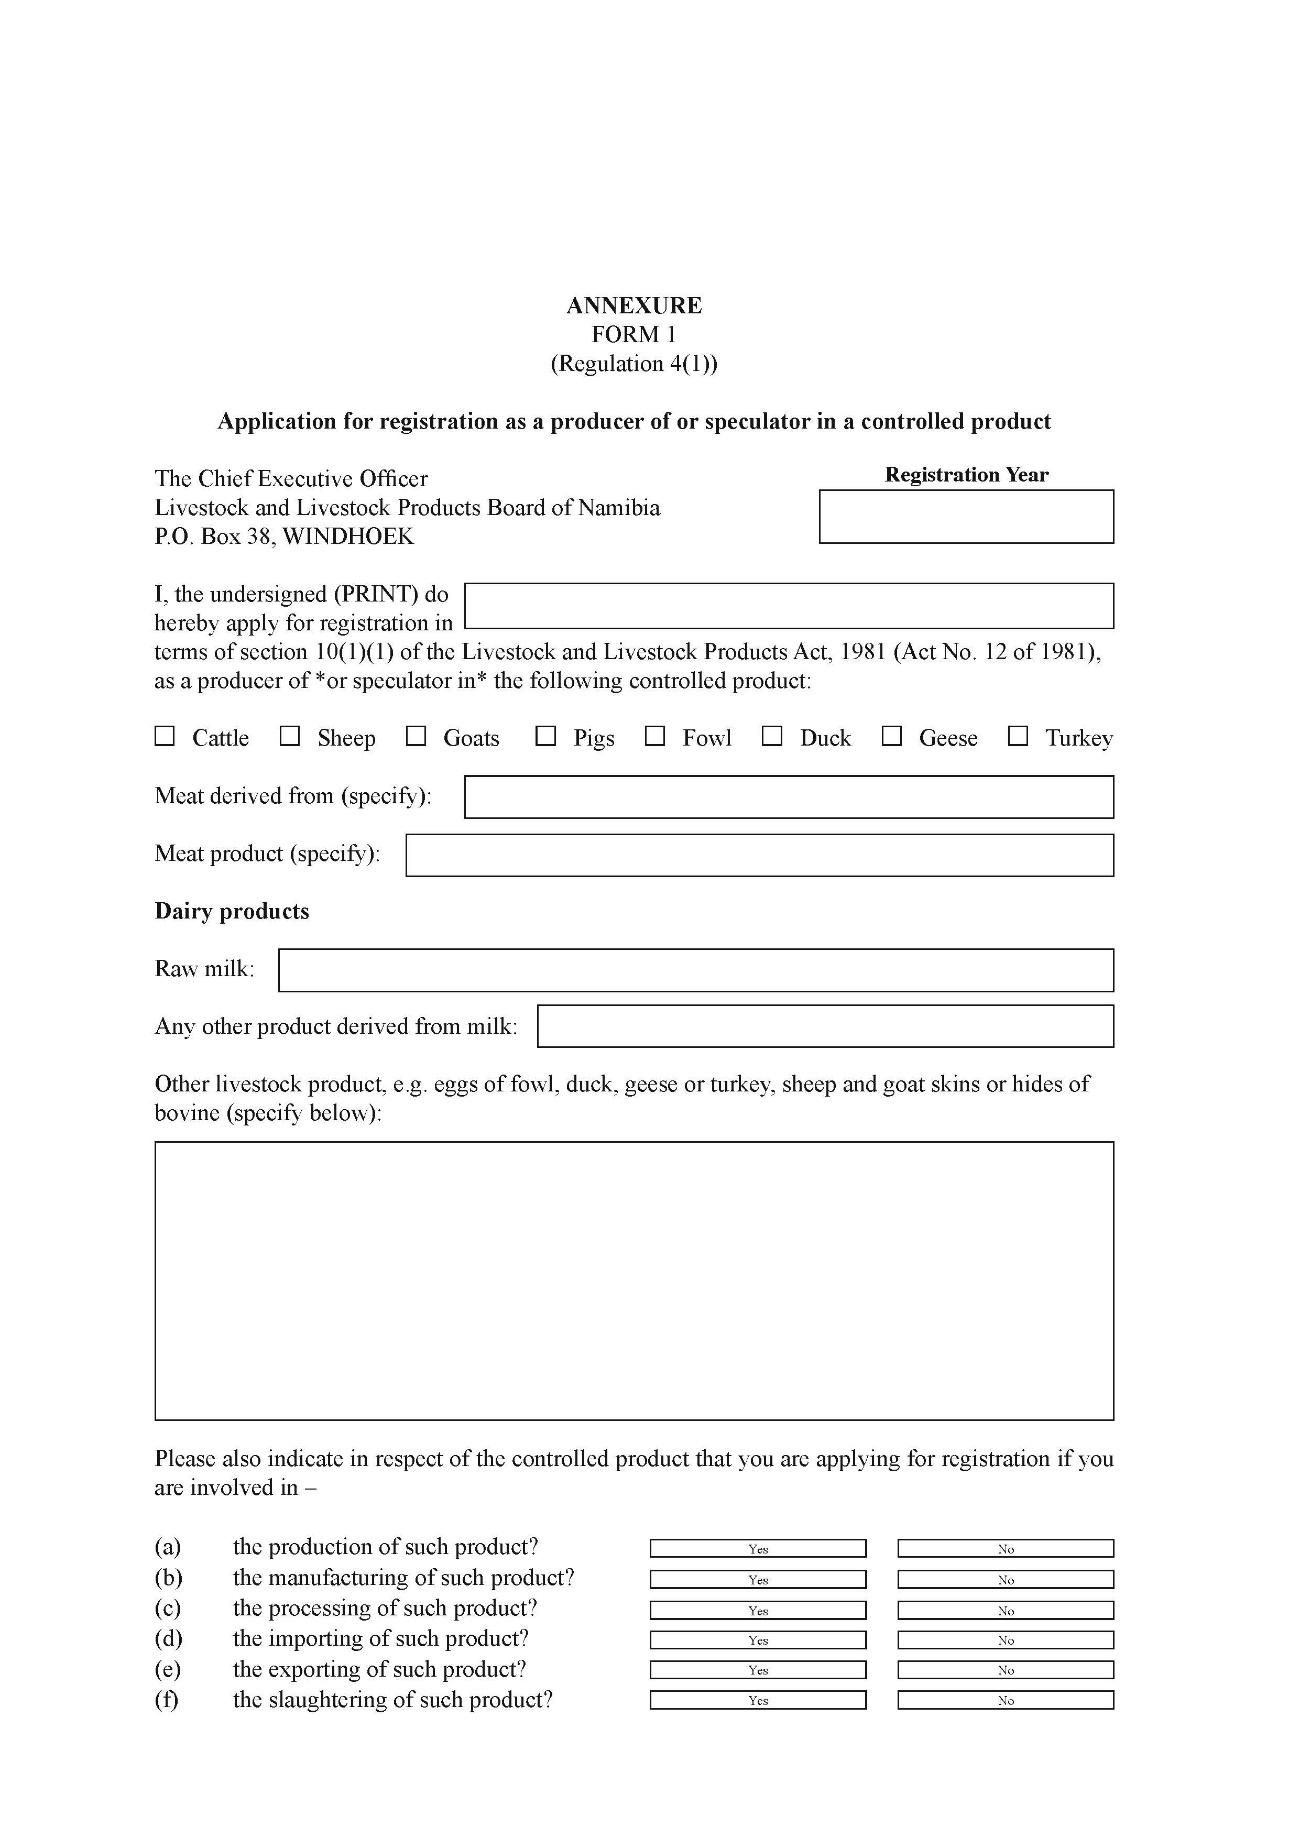 ANNEXURE
FORM 1
(Regulation 4(1))
Application for registration as a producer of or speculator in a controlled product
The Chief Executive Officer
Livestock and Livestock Products Board of Namibia
P.O. Box 38, WINDHOEK
Registration Year
I, the undersigned (PRINT) do
hereby apply for registration in
terms of section 10(1)(1) of the Livestock and Livestock Products Act, 1981 (Act No. 12 of 1981),
as a producer of *or speculator in* the following controlled product:
Cattle Sheep Goats Pigs Fowl Duck Geese Turkey
Meat derived from (specify):
Meat product (specify):
Dairy products
Raw milk:
Any other product derived from milk:
Other livestock product, e.g. eggs of fowl, duck, geese or turkey, sheep and goat skins or hides of
bovine (specify below):
Please also indicate in respect of the controlled product that you are applying for registration if you
are involved in –
(a) the production of such product? Yes No
(b) the manufacturing of such product? Yes No
(c) the processing of such product? Yes No
(d) the importing of such product? Yes No
(e) the exporting of such product? Yes No
(f) the slaughtering of such product? Yes No